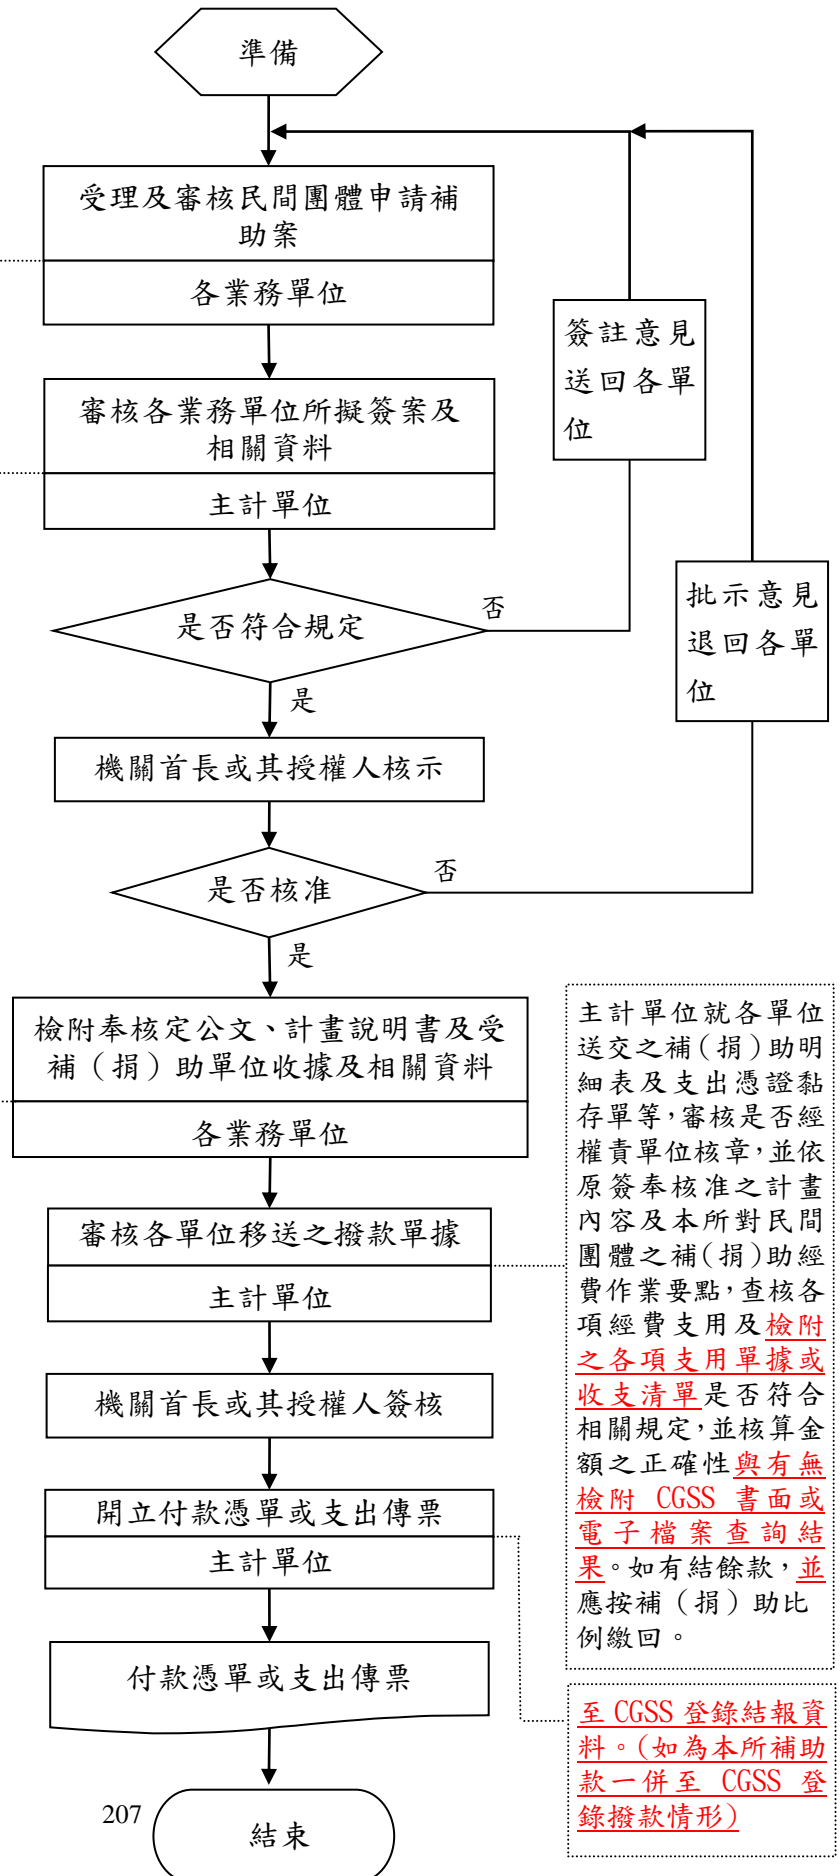 準備
受理及審核民間團體申請補
助案
各業務單位
簽註意見
送回各單
位
審核各業務單位所擬簽案及
相關資料
主計單位
是否符合規定
否
是
批示意見
退回各單
位
機關首長或其授權人核示
是否核准
否
是
檢附奉核定公文、計畫說明書及受
補（捐）助單位收據及相關資料
各業務單位
審核各單位移送之撥款單據
主計單位
主計單位就各單位
送交之補(捐)助明
細表及支出憑證黏
存單等，審核是否經
權責單位核章，並依
原簽奉核准之計畫
內容及本所對民間
團體之補(捐)助經
費作業要點，查核各
項經費支用及檢附
之各項支用單據或
收支清單是否符合
相關規定，並核算金
額之正確性與有無
檢附 CGSS 書面或
電子檔案查詢結
果。如有結餘款，並
應按補（捐）助比
例繳回。
機關首長或其授權人簽核
開立付款憑單或支出傳票
主計單位
付款憑單或支出傳票
至 CGSS 登錄結報資
料。(如為本所補助
款一併至 CGSS 登
錄撥款情形)
207
結束